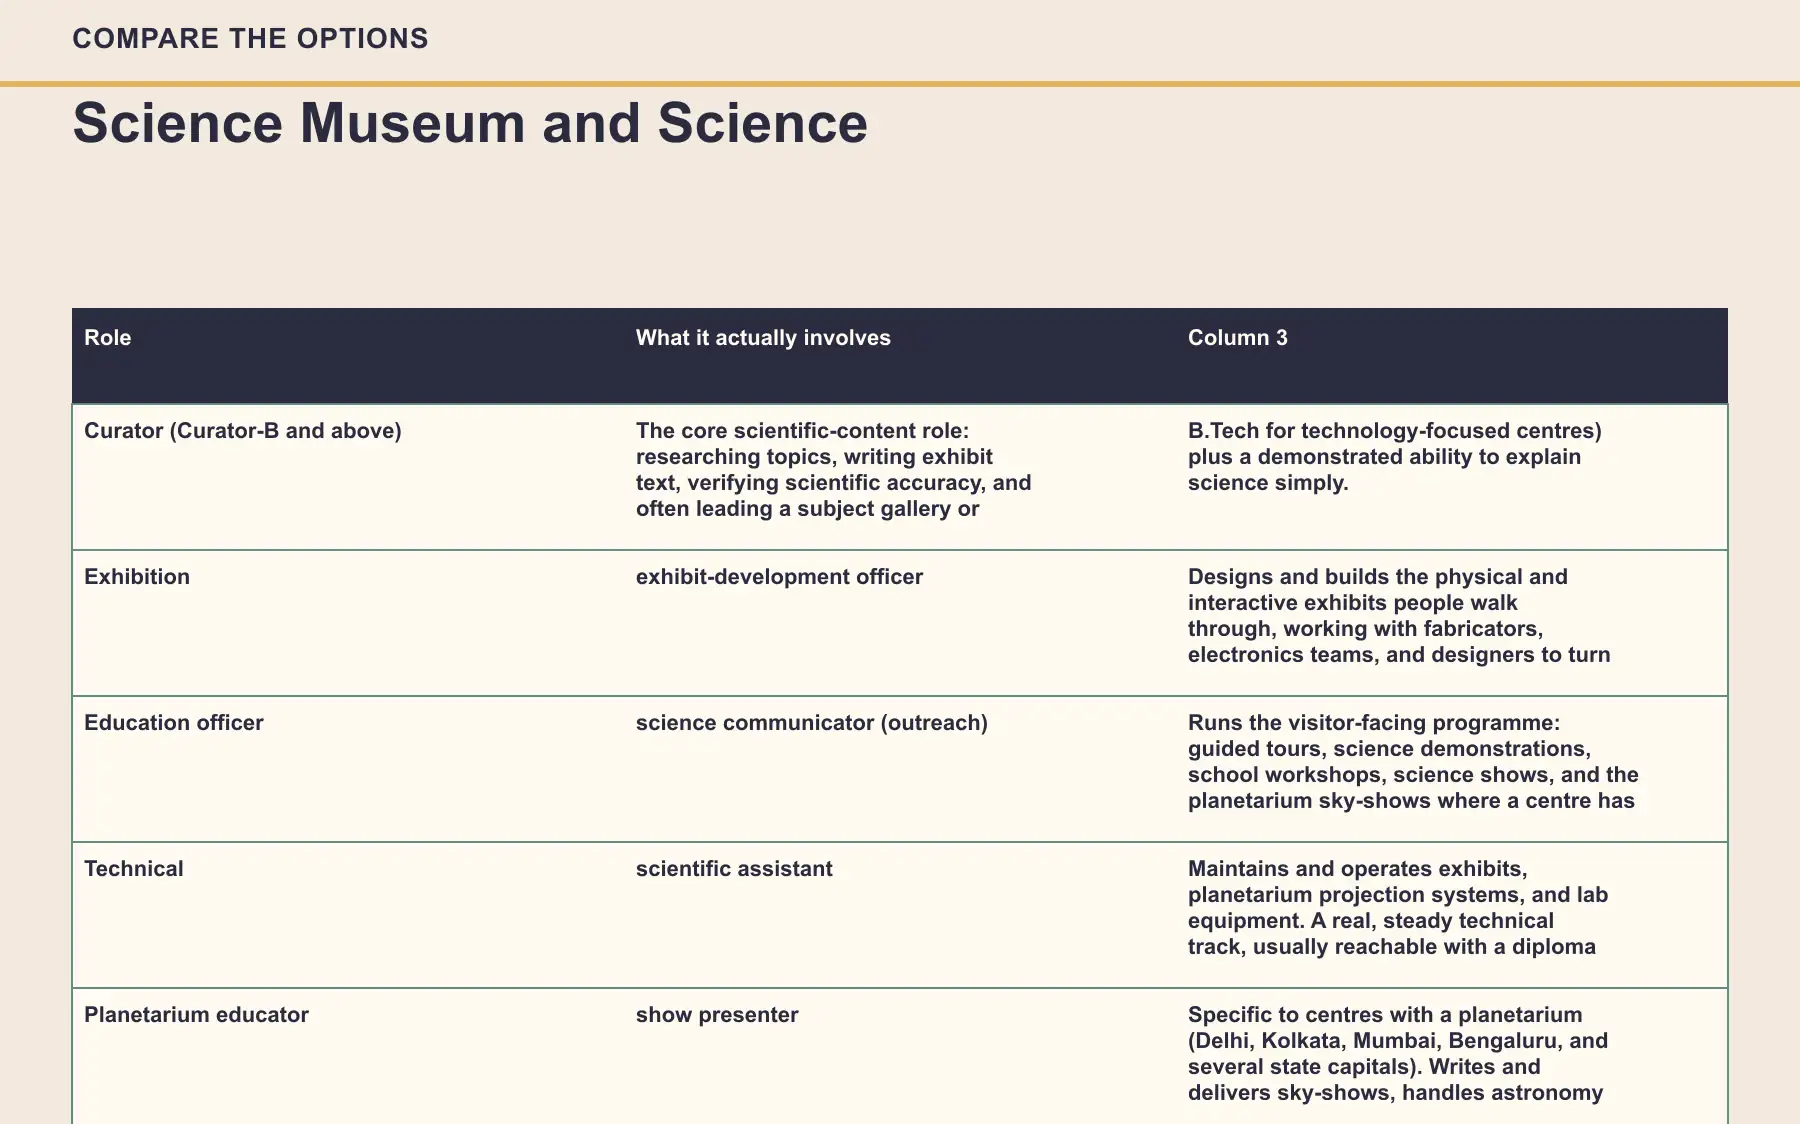 COMPARE THE OPTIONS
Science Museum and Science
Role
What it actually involves
Column 3
Curator (Curator-B and above)
The core scientific-content role:
researching topics, writing exhibit
text, verifying scientific accuracy, and
often leading a subject gallery or
B.Tech for technology-focused centres)
plus a demonstrated ability to explain
science simply.
Exhibition
exhibit-development officer
Designs and builds the physical and
interactive exhibits people walk
through, working with fabricators,
electronics teams, and designers to turn
Education officer
science communicator (outreach)
Runs the visitor-facing programme:
guided tours, science demonstrations,
school workshops, science shows, and the
planetarium sky-shows where a centre has
Technical
scientific assistant
Maintains and operates exhibits,
planetarium projection systems, and lab
equipment. A real, steady technical
track, usually reachable with a diploma
Planetarium educator
show presenter
Specific to centres with a planetarium
(Delhi, Kolkata, Mumbai, Bengaluru, and
several state capitals). Writes and
delivers sky-shows, handles astronomy